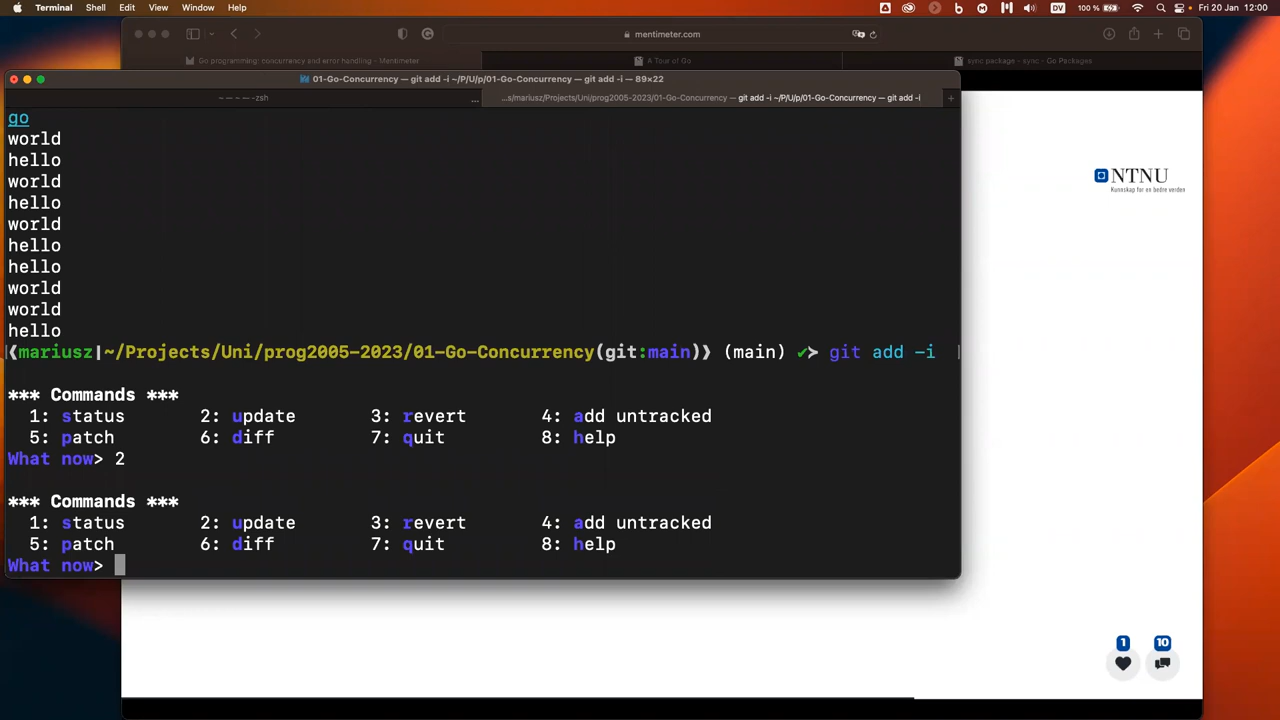 Terminal Shell Edit View Window Help 100 % DV Fri 20 Jan 12:00
mentimeter.com
Go programming: concurrency and error handling - Mentimeter A Tour of Go sync package - sync - Go Packages
01-Go-Concurrency — git add -i ~/P/U/p/01-Go-Concurrency — git add -i — 89×22
~ — ~ — -zsh ... ...s/mariusz/Projects/Uni/prog2005-2023/01-Go-Concurrency — git add -i ~/P/U/p/01-Go-Concurrency — git add -i +
go
world
hello
world
hello
world
hello
hello
world
world
hello
(mariusz|~/Projects/Uni/prog2005-2023/01-Go-Concurrency(git:main)) (main) ✔> git add -i
*** Commands ***
1: status 2: update 3: revert 4: add untracked
5: patch 6: diff 7: quit 8: help
What now> 2
*** Commands ***
1: status 2: update 3: revert 4: add untracked
5: patch 6: diff 7: quit 8: help
What now>
NTNU
Kunnskap for en bedre verden
1 10